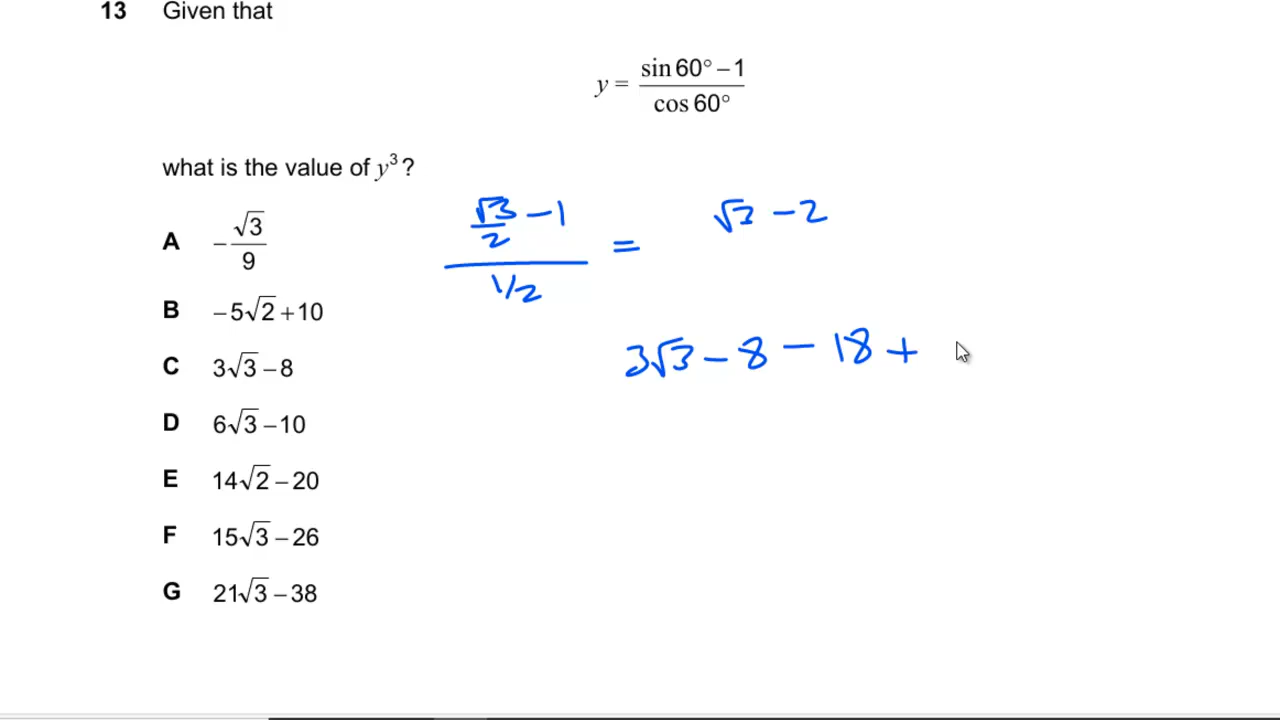 13 Given that
y = (sin 60° – 1) / (cos 60°)
what is the value of y³?
A –√3/9
B –5√2 + 10
C 3√3 – 8
D 6√3 – 10
E 14√2 – 20
F 15√3 – 26
G 21√3 – 38
(√3/2 – 1) / (1/2) = √3 – 2
3√3 – 8 – 18 +